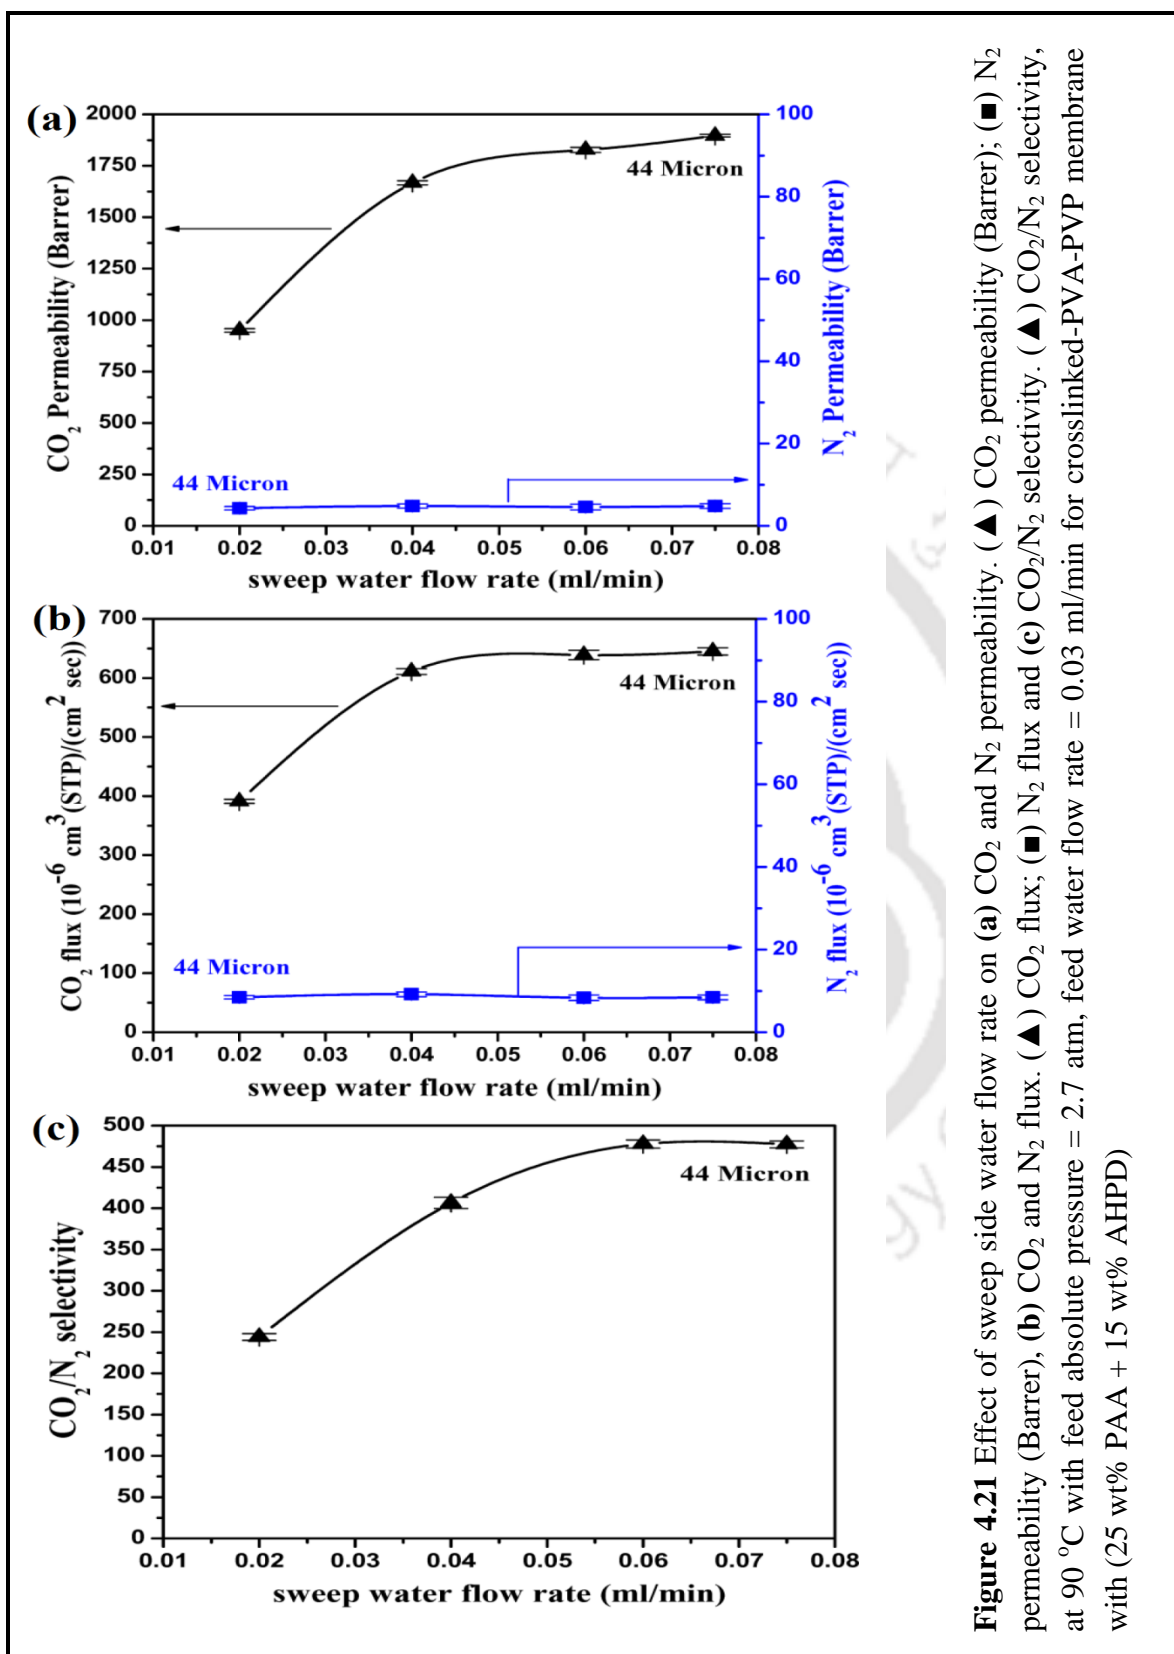 (a)
2000
1750
1500
1250
1000
750
500
250
0
CO2 Permeability (Barrer)
100
80
60
40
20
0
N2 Permeability (Barrer)
44 Micron
44 Micron
0.01 0.02 0.03 0.04 0.05 0.06 0.07 0.08
sweep water flow rate (ml/min)
(b)
700
600
500
400
300
200
100
0
CO2 flux (10-6 cm3(STP)/(cm2 sec))
100
80
60
40
20
0
N2 flux (10-6 cm3(STP)/(cm2 sec))
44 Micron
44 Micron
0.01 0.02 0.03 0.04 0.05 0.06 0.07 0.08
sweep water flow rate (ml/min)
(c)
500
450
400
350
300
250
200
150
100
50
0
CO2/N2 selectivity
44 Micron
0.01 0.02 0.03 0.04 0.05 0.06 0.07 0.08
sweep water flow rate (ml/min)
Figure 4.21 Effect of sweep side water flow rate on (a) CO2 and N2 permeability. (▲) CO2 permeability (Barrer); (■) N2
permeability (Barrer), (b) CO2 and N2 flux. (▲) CO2 flux; (■) N2 flux and (c) CO2/N2 selectivity. (▲) CO2/N2 selectivity,
at 90 °C with feed absolute pressure = 2.7 atm, feed water flow rate = 0.03 ml/min for crosslinked-PVA-PVP membrane
with (25 wt% PAA + 15 wt% AHPD)